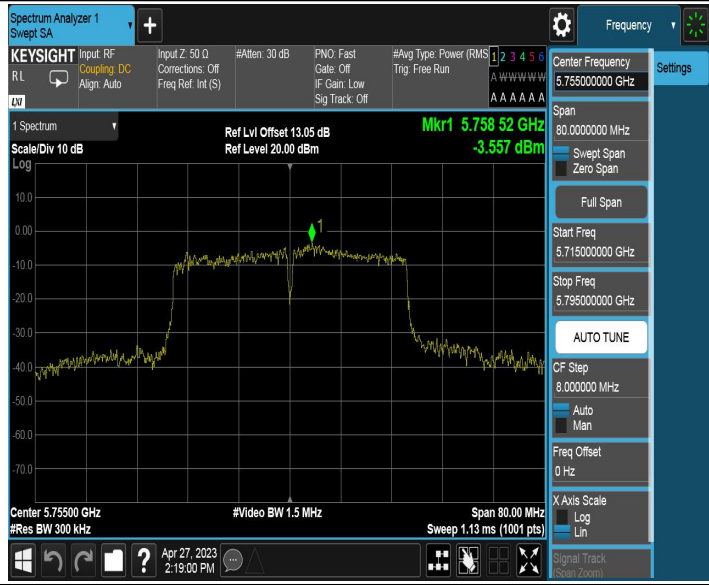 Spectrum Analyzer 1
Swept SA
+
Frequency
KEYSIGHT
RL
LXI
Input: RF
Coupling: DC
Align: Auto
Input Z: 50 Ω
Corrections: Off
Freq Ref: Int (S)
#Atten: 30 dB
PNO: Fast
Gate: Off
IF Gain: Low
Sig Track: Off
#Avg Type: Power (RMS
Trig: Free Run
1 2 3 4 5 6
A W W W W W
A A A A A A
Center Frequency
5.755000000 GHz
Settings
Span
80.0000000 MHz
Swept Span
Zero Span
Full Span
Start Freq
5.715000000 GHz
Stop Freq
5.795000000 GHz
AUTO TUNE
CF Step
8.000000 MHz
Auto
Man
Freq Offset
0 Hz
X Axis Scale
Log
Lin
Signal Track
(Span Zoom)
1 Spectrum
Scale/Div 10 dB
Log
Ref Lvl Offset 13.05 dB
Ref Level 20.00 dBm
Mkr1 5.758 52 GHz
-3.557 dBm
10.0
0.00
-10.0
-20.0
-30.0
-40.0
-50.0
-60.0
-70.0
1
Center 5.75500 GHz
#Res BW 300 kHz
#Video BW 1.5 MHz
Span 80.00 MHz
Sweep 1.13 ms (1001 pts)
?
Apr 27, 2023
2:19:00 PM